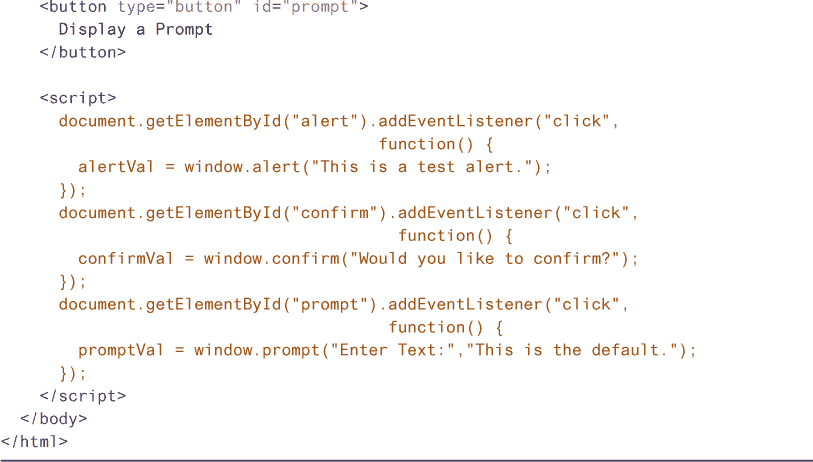 <button type="button" id="prompt">
      Display a Prompt
    </button>

    <script>
      document.getElementById("alert").addEventListener("click",
                                       function() {
        alertVal = window.alert("This is a test alert.");
      });
      document.getElementById("confirm").addEventListener("click",
                                         function() {
        confirmVal = window.confirm("Would you like to confirm?");
      });
      document.getElementById("prompt").addEventListener("click",
                                        function() {
        promptVal = window.prompt("Enter Text:","This is the default.");
      });
    </script>
  </body>
</html>